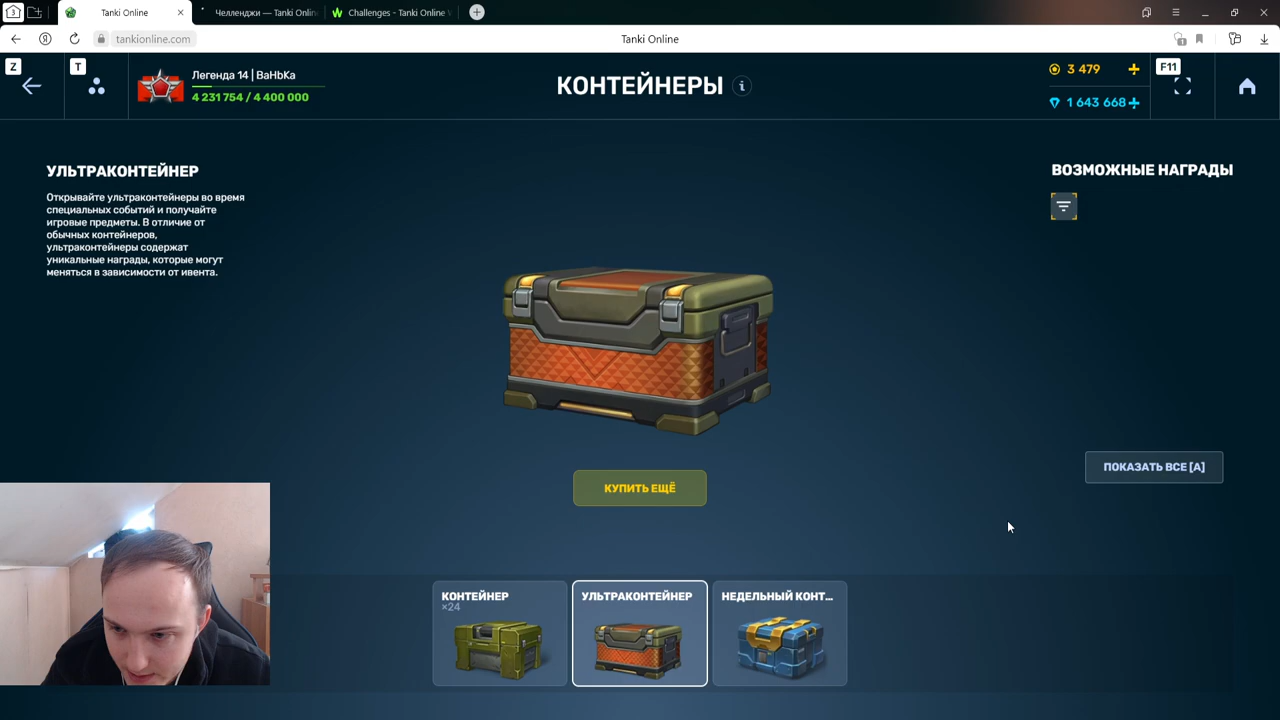 3
Tanki Online
Челленджи — Tanki Onlin
Challenges - Tanki Online
tankionline.com
Tanki Online
1
Z
T
Легенда 14 | BaHbKa
4 231 754 / 4 400 000
КОНТЕЙНЕРЫ
i
3 479
1 643 668
F11
УЛЬТРАКОНТЕЙНЕР
Открывайте ультраконтейнеры во время
специальных событий и получайте
игровые предметы. В отличие от
обычных контейнеров,
ультраконтейнеры содержат
уникальные награды, которые могут
меняться в зависимости от ивента.
ВОЗМОЖНЫЕ НАГРАДЫ
ПОКАЗАТЬ ВСЕ [A]
КУПИТЬ ЕЩЁ
КОНТЕЙНЕР
×24
УЛЬТРАКОНТЕЙНЕР
НЕДЕЛЬНЫЙ КОНТ...